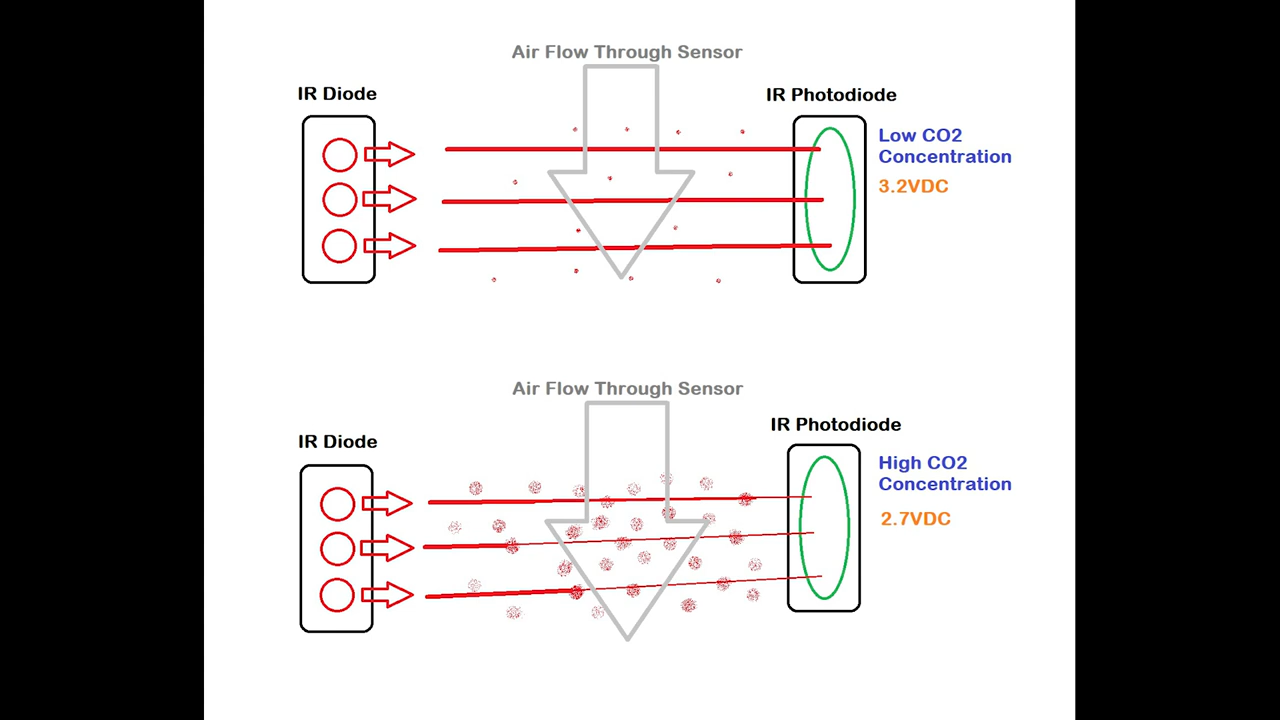 Air Flow Through Sensor
IR Diode
IR Photodiode
Low CO2
Concentration
3.2VDC
Air Flow Through Sensor
IR Diode
IR Photodiode
High CO2
Concentration
2.7VDC